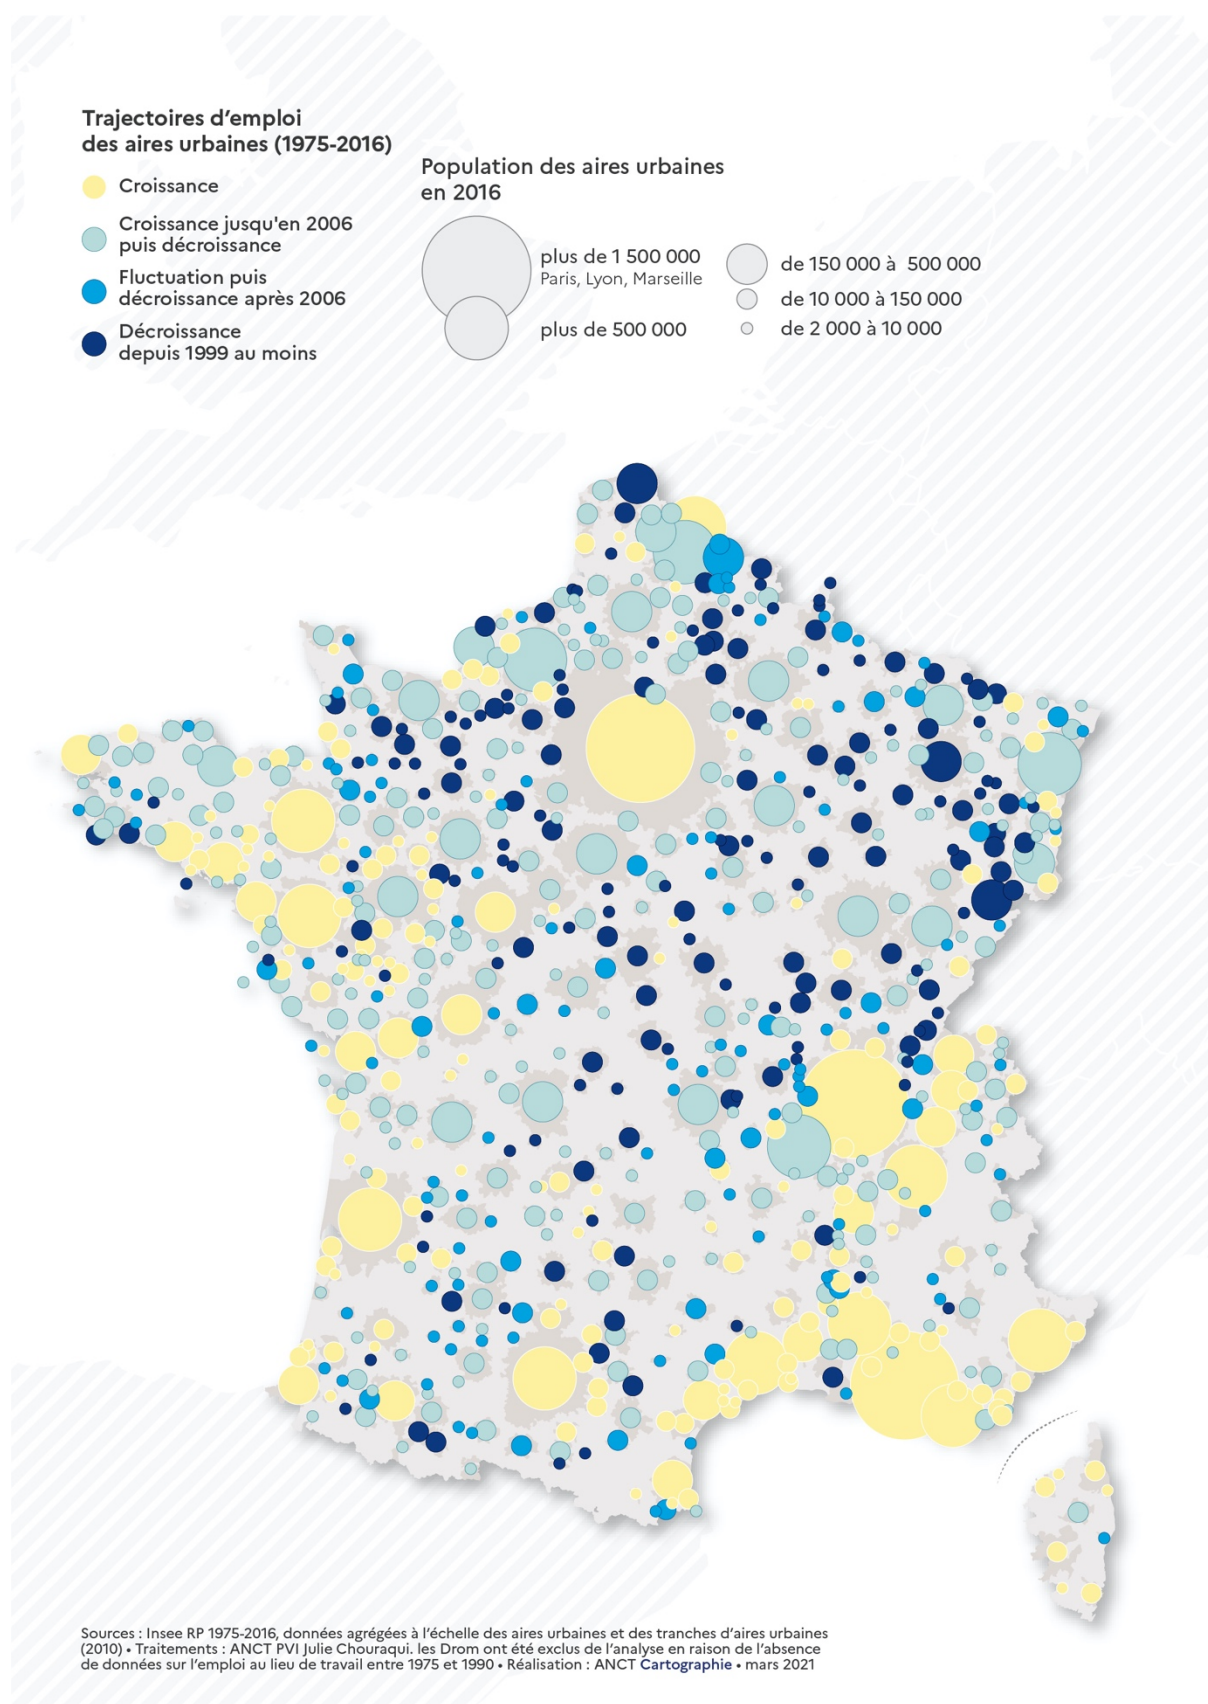 Trajectoires d'emploi
des aires urbaines (1975-2016)
Croissance
Croissance jusqu'en 2006
puis décroissance
Fluctuation puis
décroissance après 2006
Décroissance
depuis 1999 au moins
Population des aires urbaines
en 2016
plus de 1 500 000
Paris, Lyon, Marseille
plus de 500 000
de 150 000 à 500 000
de 10 000 à 150 000
de 2 000 à 10 000
Sources : Insee RP 1975-2016, données agrégées à l'échelle des aires urbaines et des tranches d'aires urbaines
(2010) • Traitements : ANCT PVI Julie Chouraqui. les Drom ont été exclus de l'analyse en raison de l'absence
de données sur l'emploi au lieu de travail entre 1975 et 1990 • Réalisation : ANCT Cartographie • mars 2021